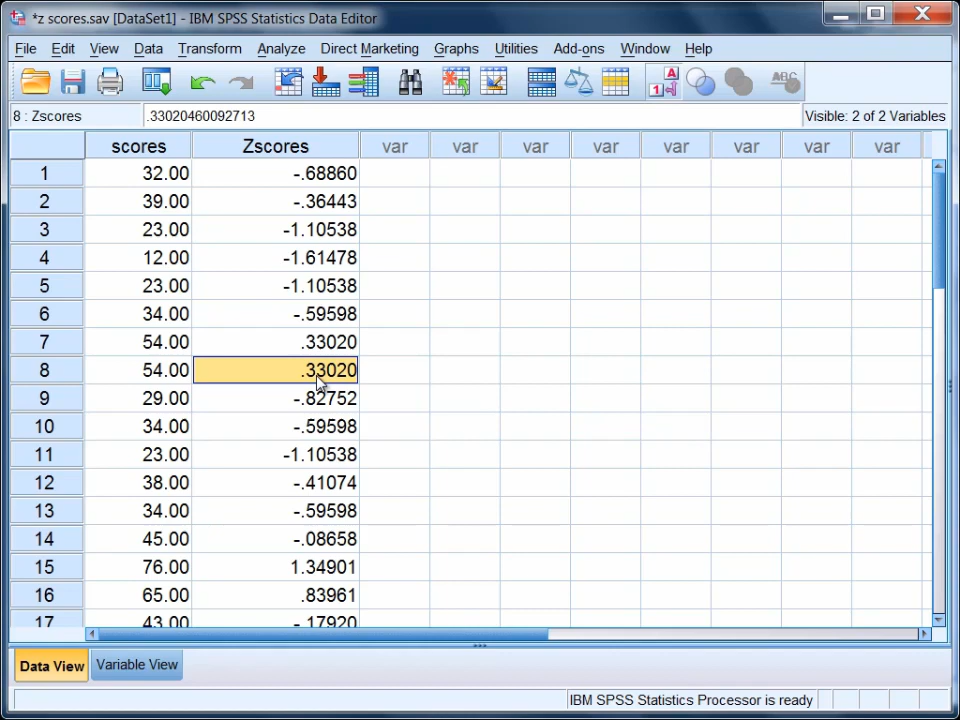 *z scores.sav [DataSet1] - IBM SPSS Statistics Data Editor
File Edit View Data Transform Analyze Direct Marketing Graphs Utilities Add-ons Window Help
A 1 ABC
8 : Zscores .33020460092713 Visible: 2 of 2 Variables
scores Zscores var var var var var var var var
1 32.00 -.68860
2 39.00 -.36443
3 23.00 -1.10538
4 12.00 -1.61478
5 23.00 -1.10538
6 34.00 -.59598
7 54.00 .33020
8 54.00 .33020
9 29.00 -.82752
10 34.00 -.59598
11 23.00 -1.10538
12 38.00 -.41074
13 34.00 -.59598
14 45.00 -.08658
15 76.00 1.34901
16 65.00 .83961
17 43.00 -.17920
Data View Variable View
IBM SPSS Statistics Processor is ready